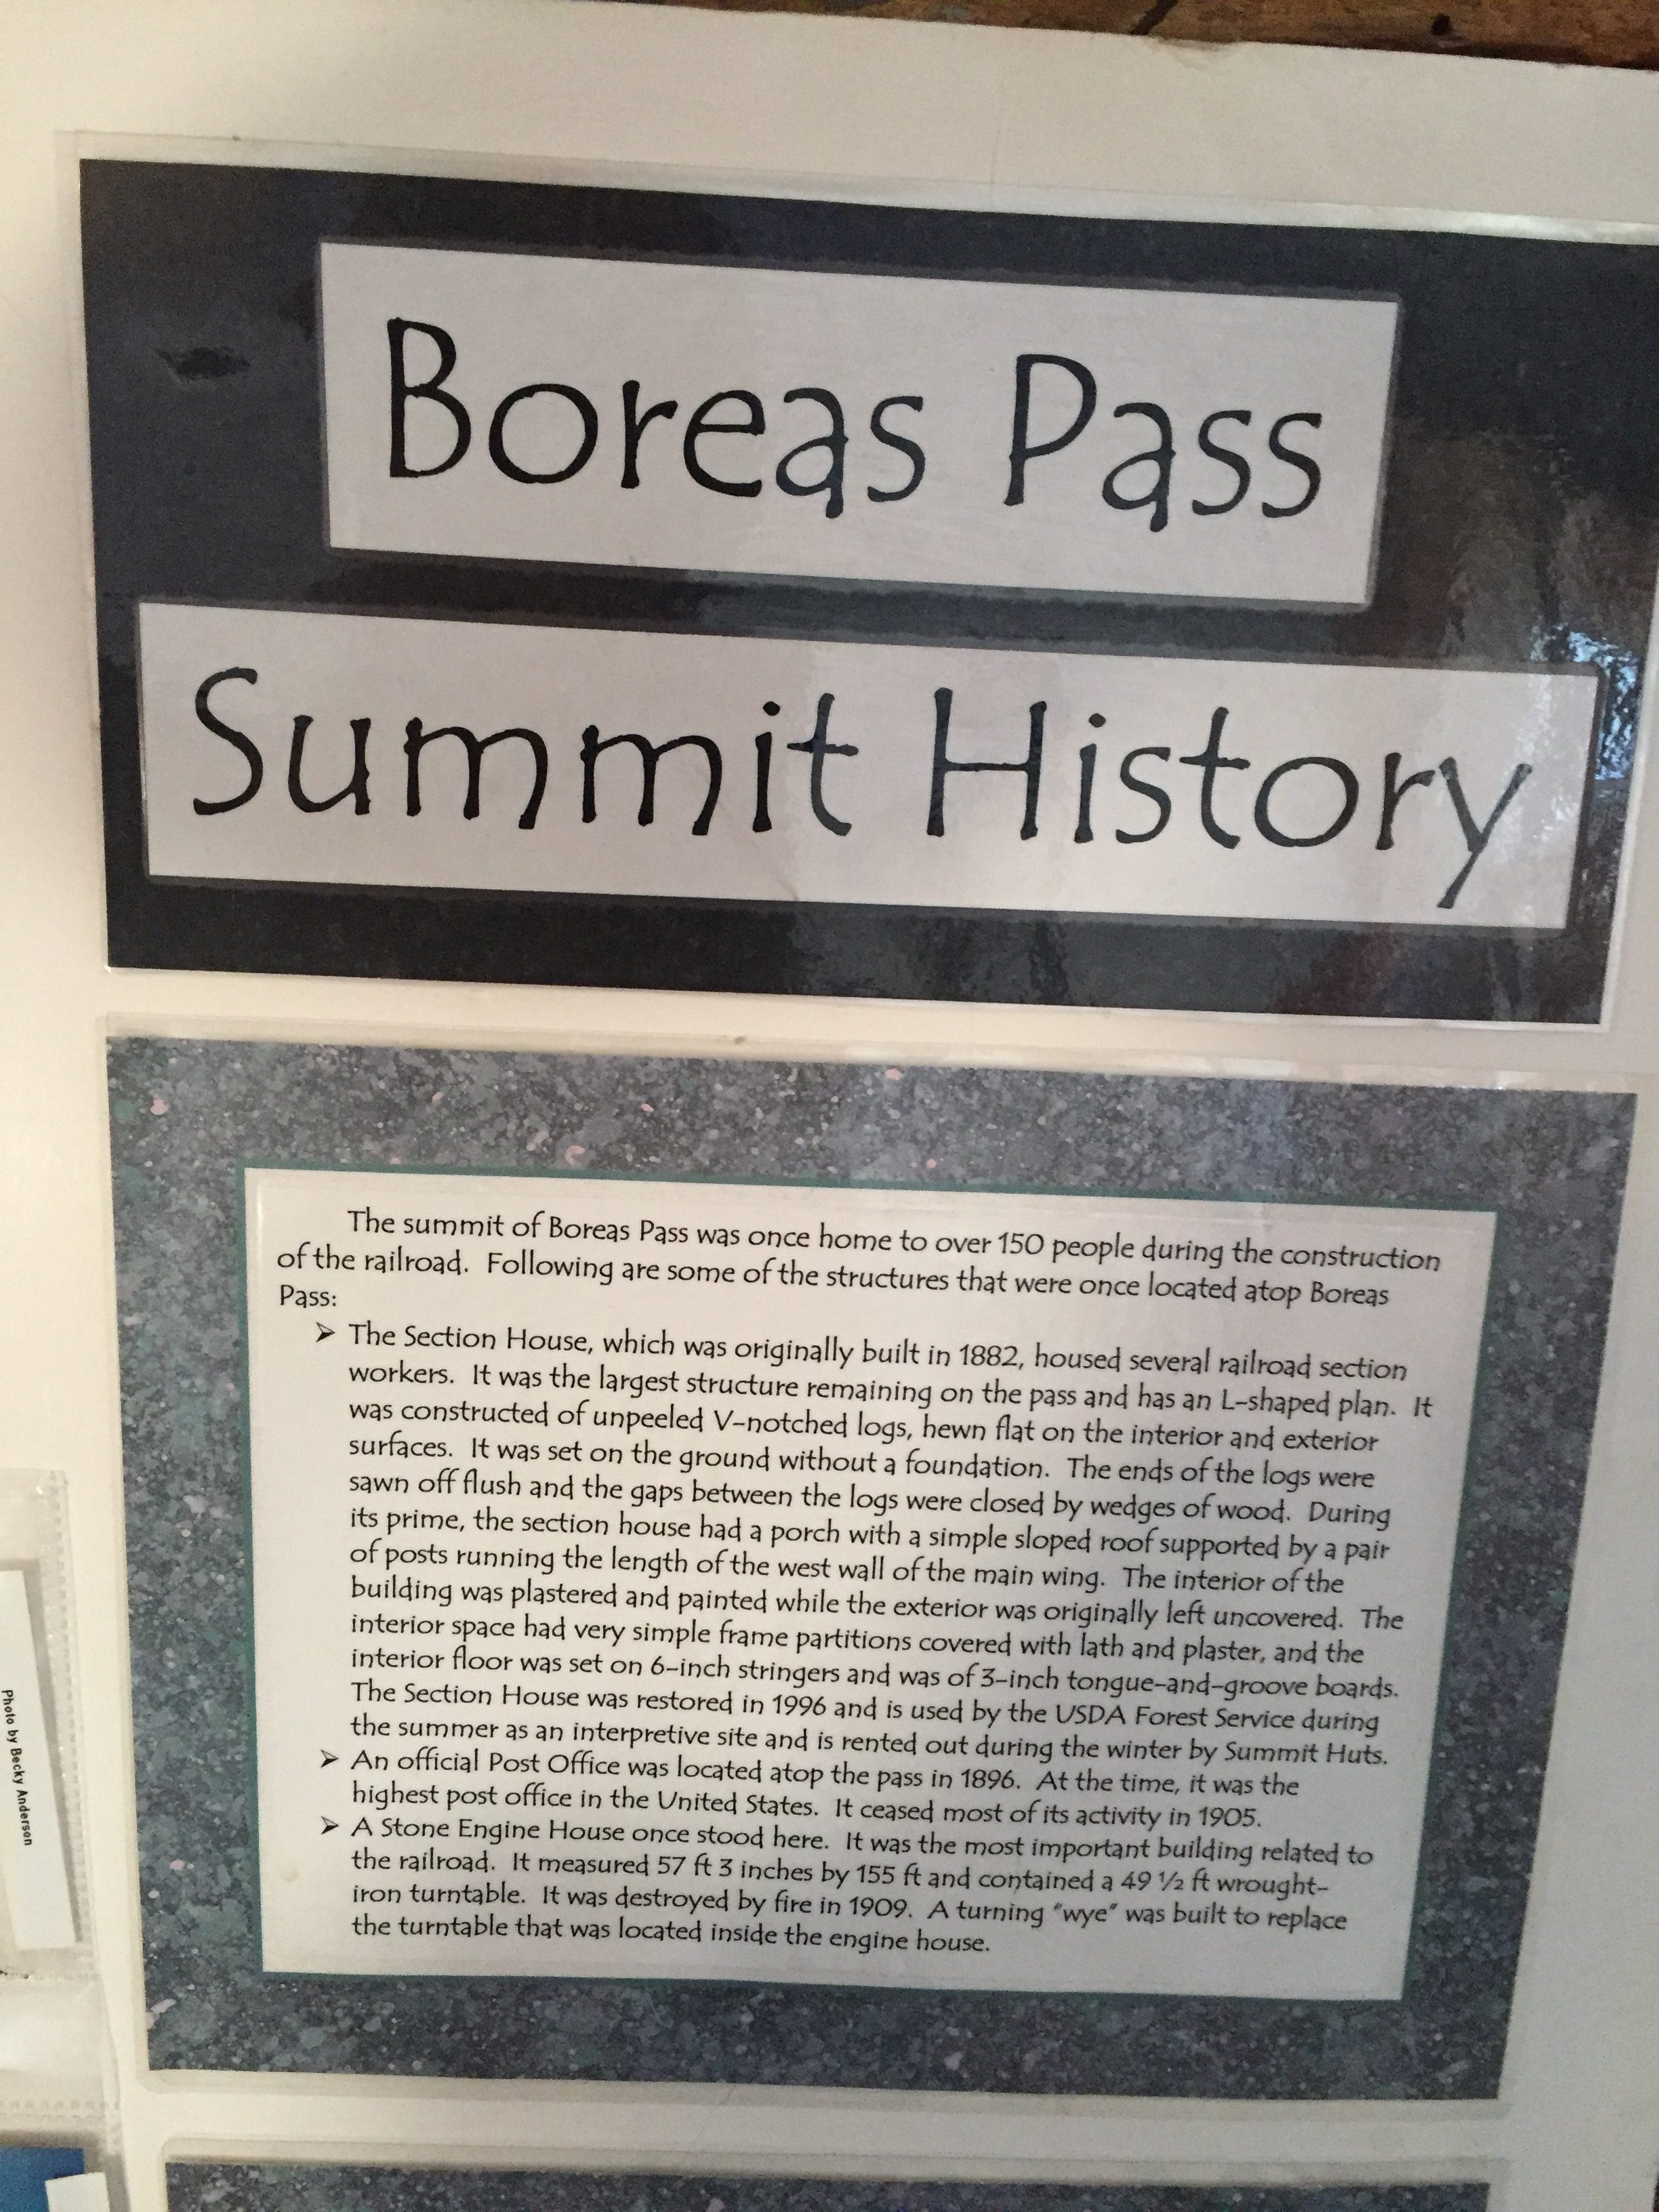 Boreas Pass
Summit History
The summit of Boreas Pass was once home to over 150 people during the construction
of the railroad.  Following are some of the structures that were once located atop Boreas
Pass:
➢ The Section House, which was originally built in 1882, housed several railroad section
workers.  It was the largest structure remaining on the pass and has an L-shaped plan.  It
was constructed of unpeeled V-notched logs, hewn flat on the interior and exterior
surfaces.  It was set on the ground without a foundation.  The ends of the logs were
sawn off flush and the gaps between the logs were closed by wedges of wood.  During
its prime, the section house had a porch with a simple sloped roof supported by a pair
of posts running the length of the west wall of the main wing.  The interior of the
building was plastered and painted while the exterior was originally left uncovered.  The
interior space had very simple frame partitions covered with lath and plaster, and the
interior floor was set on 6-inch stringers and was of 3-inch tongue-and-groove boards.
The Section House was restored in 1996 and is used by the USDA Forest Service during
the summer as an interpretive site and is rented out during the winter by Summit Huts.
➢ An official Post Office was located atop the pass in 1896.  At the time, it was the
highest post office in the United States.  It ceased most of its activity in 1905.
➢ A Stone Engine House once stood here.  It was the most important building related to
the railroad.  It measured 57 ft 3 inches by 155 ft and contained a 49 ½ ft wrought-
iron turntable.  It was destroyed by fire in 1909.  A turning "wye" was built to replace
the turntable that was located inside the engine house.
Photo by Becky Anderson